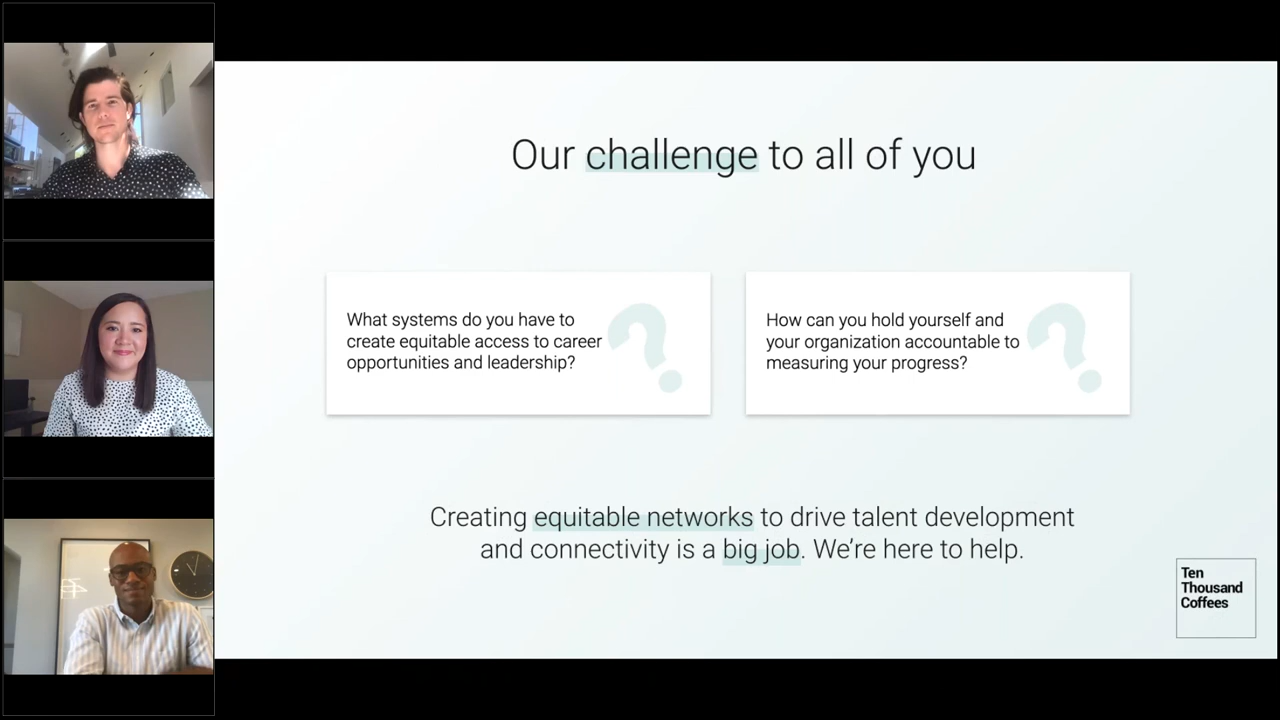 Our challenge to all of you
What systems do you have to
create equitable access to career
opportunities and leadership?
How can you hold yourself and
your organization accountable to
measuring your progress?
Creating equitable networks to drive talent development
and connectivity is a big job. We’re here to help.
Ten
Thousand
Coffees